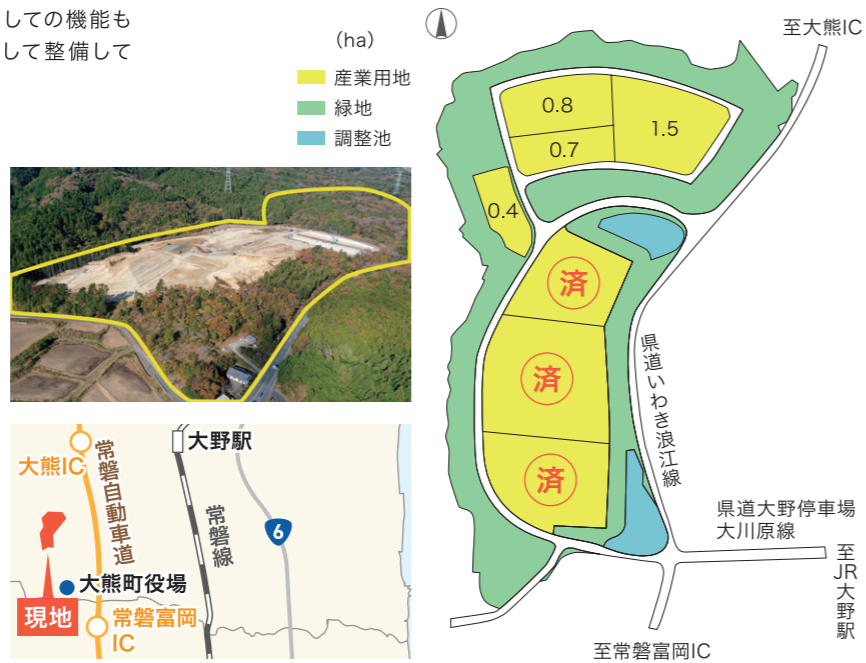 しての機能も
して整備して
(ha)
産業用地
緑地
調整池
至大熊IC
0.8
0.7
1.5
0.4
済
済
済
県道いわき浪江線
県道大野停車場
大川原線
至JR大野駅
至常磐富岡IC
大野駅
大熊IC
常磐自動車道
常磐線
6
大熊町役場
現地
常磐富岡
IC